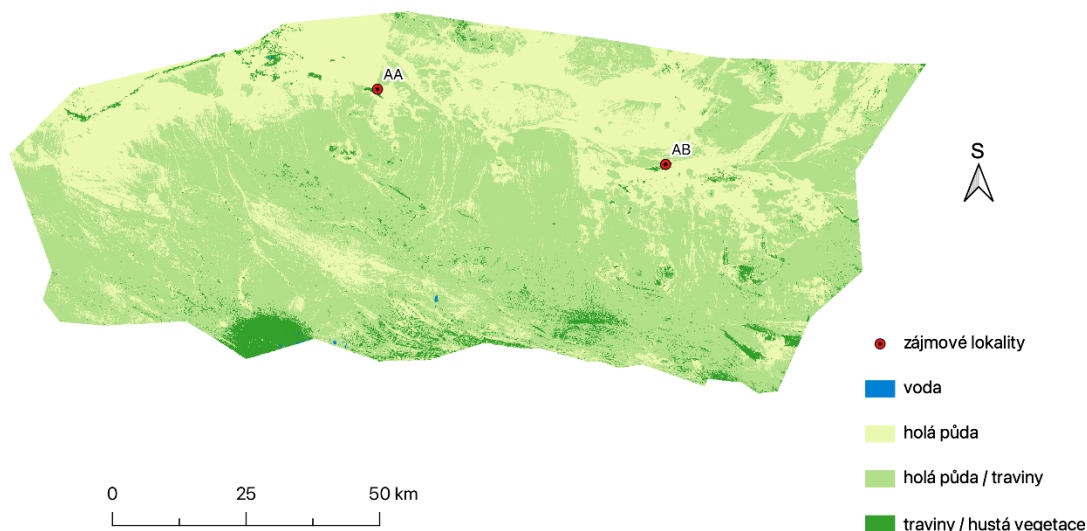 AA
AB
S
zájmové lokality
voda
holá půda
holá půda / traviny
traviny / hustá vegetace
0 25 50 km